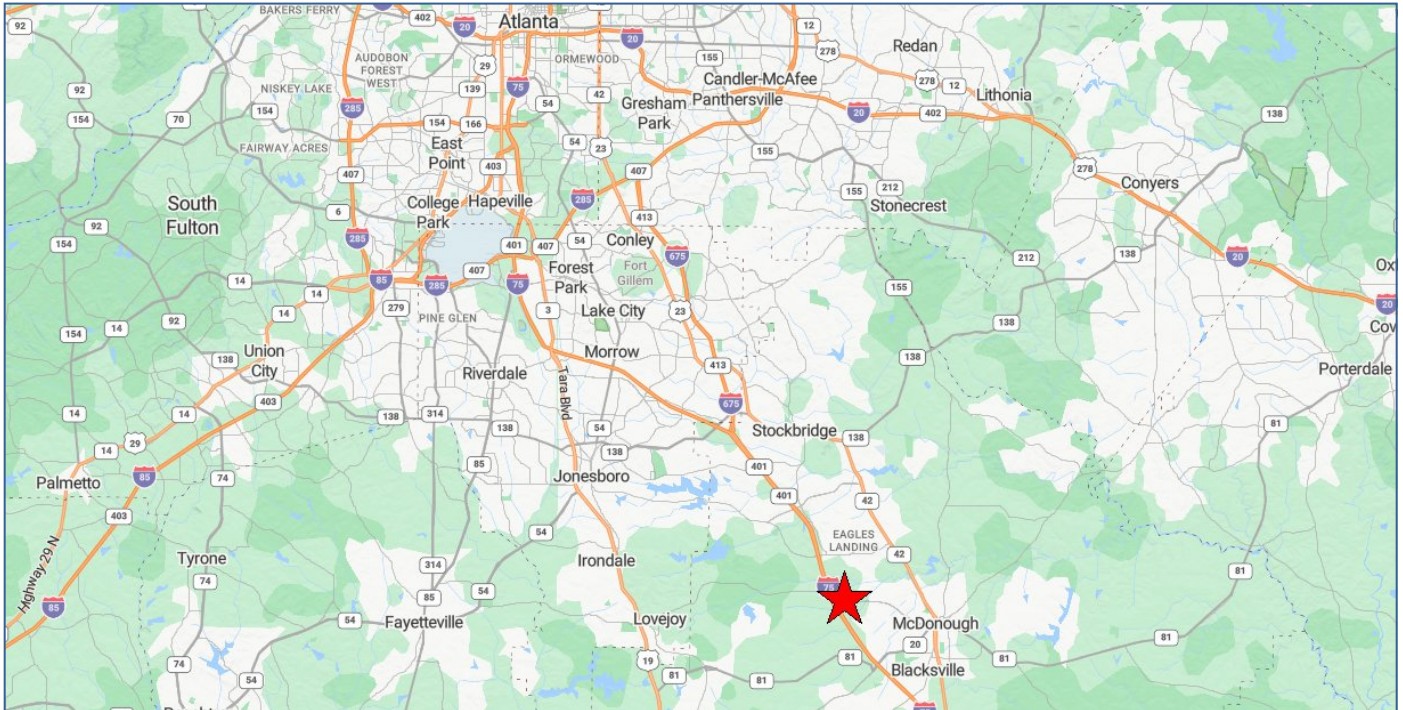 BAKERS FERRY
402
20
Atlanta
12
92
29
AUDOBON
FOREST
WEST
ORMEWOOD
20
155
278
Redan
139
75
Candler-McAfee
278
12
NISKEY LAKE
92
285
54
42
Gresham
Park
Panthersville
Lithonia
154
154
70
154
166
20
402
138
FAIRWAY ACRES
East
Point
54
23
155
403
407
407
278
South
Fulton
College
Park
Hapeville
285
155
212
Conyers
6
413
Stonecrest
92
154
285
401
407
54
Conley
675
138
20
14
85
285
407
Forest
Park
Fort
Gillem
212
Ox
75
155
14
279
PINE GLEN
3
Lake City
23
20
14
92
138
Cov
154
14
Union
City
Morrow
138
138
Riverdale
413
Porterdale
403
Tara Blvd
675
14
14
138
314
138
54
Stockbridge
138
81
29
14
138
85
Jonesboro
401
Palmetto
85
74
401
42
403
54
EAGLES
LANDING
42
Tyrone
Irondale
314
81
Highway 29 N
74
54
75
85
85
54
Fayetteville
Lovejoy
McDonough
20
81
74
19
81
81
Blacksville
54
81
81